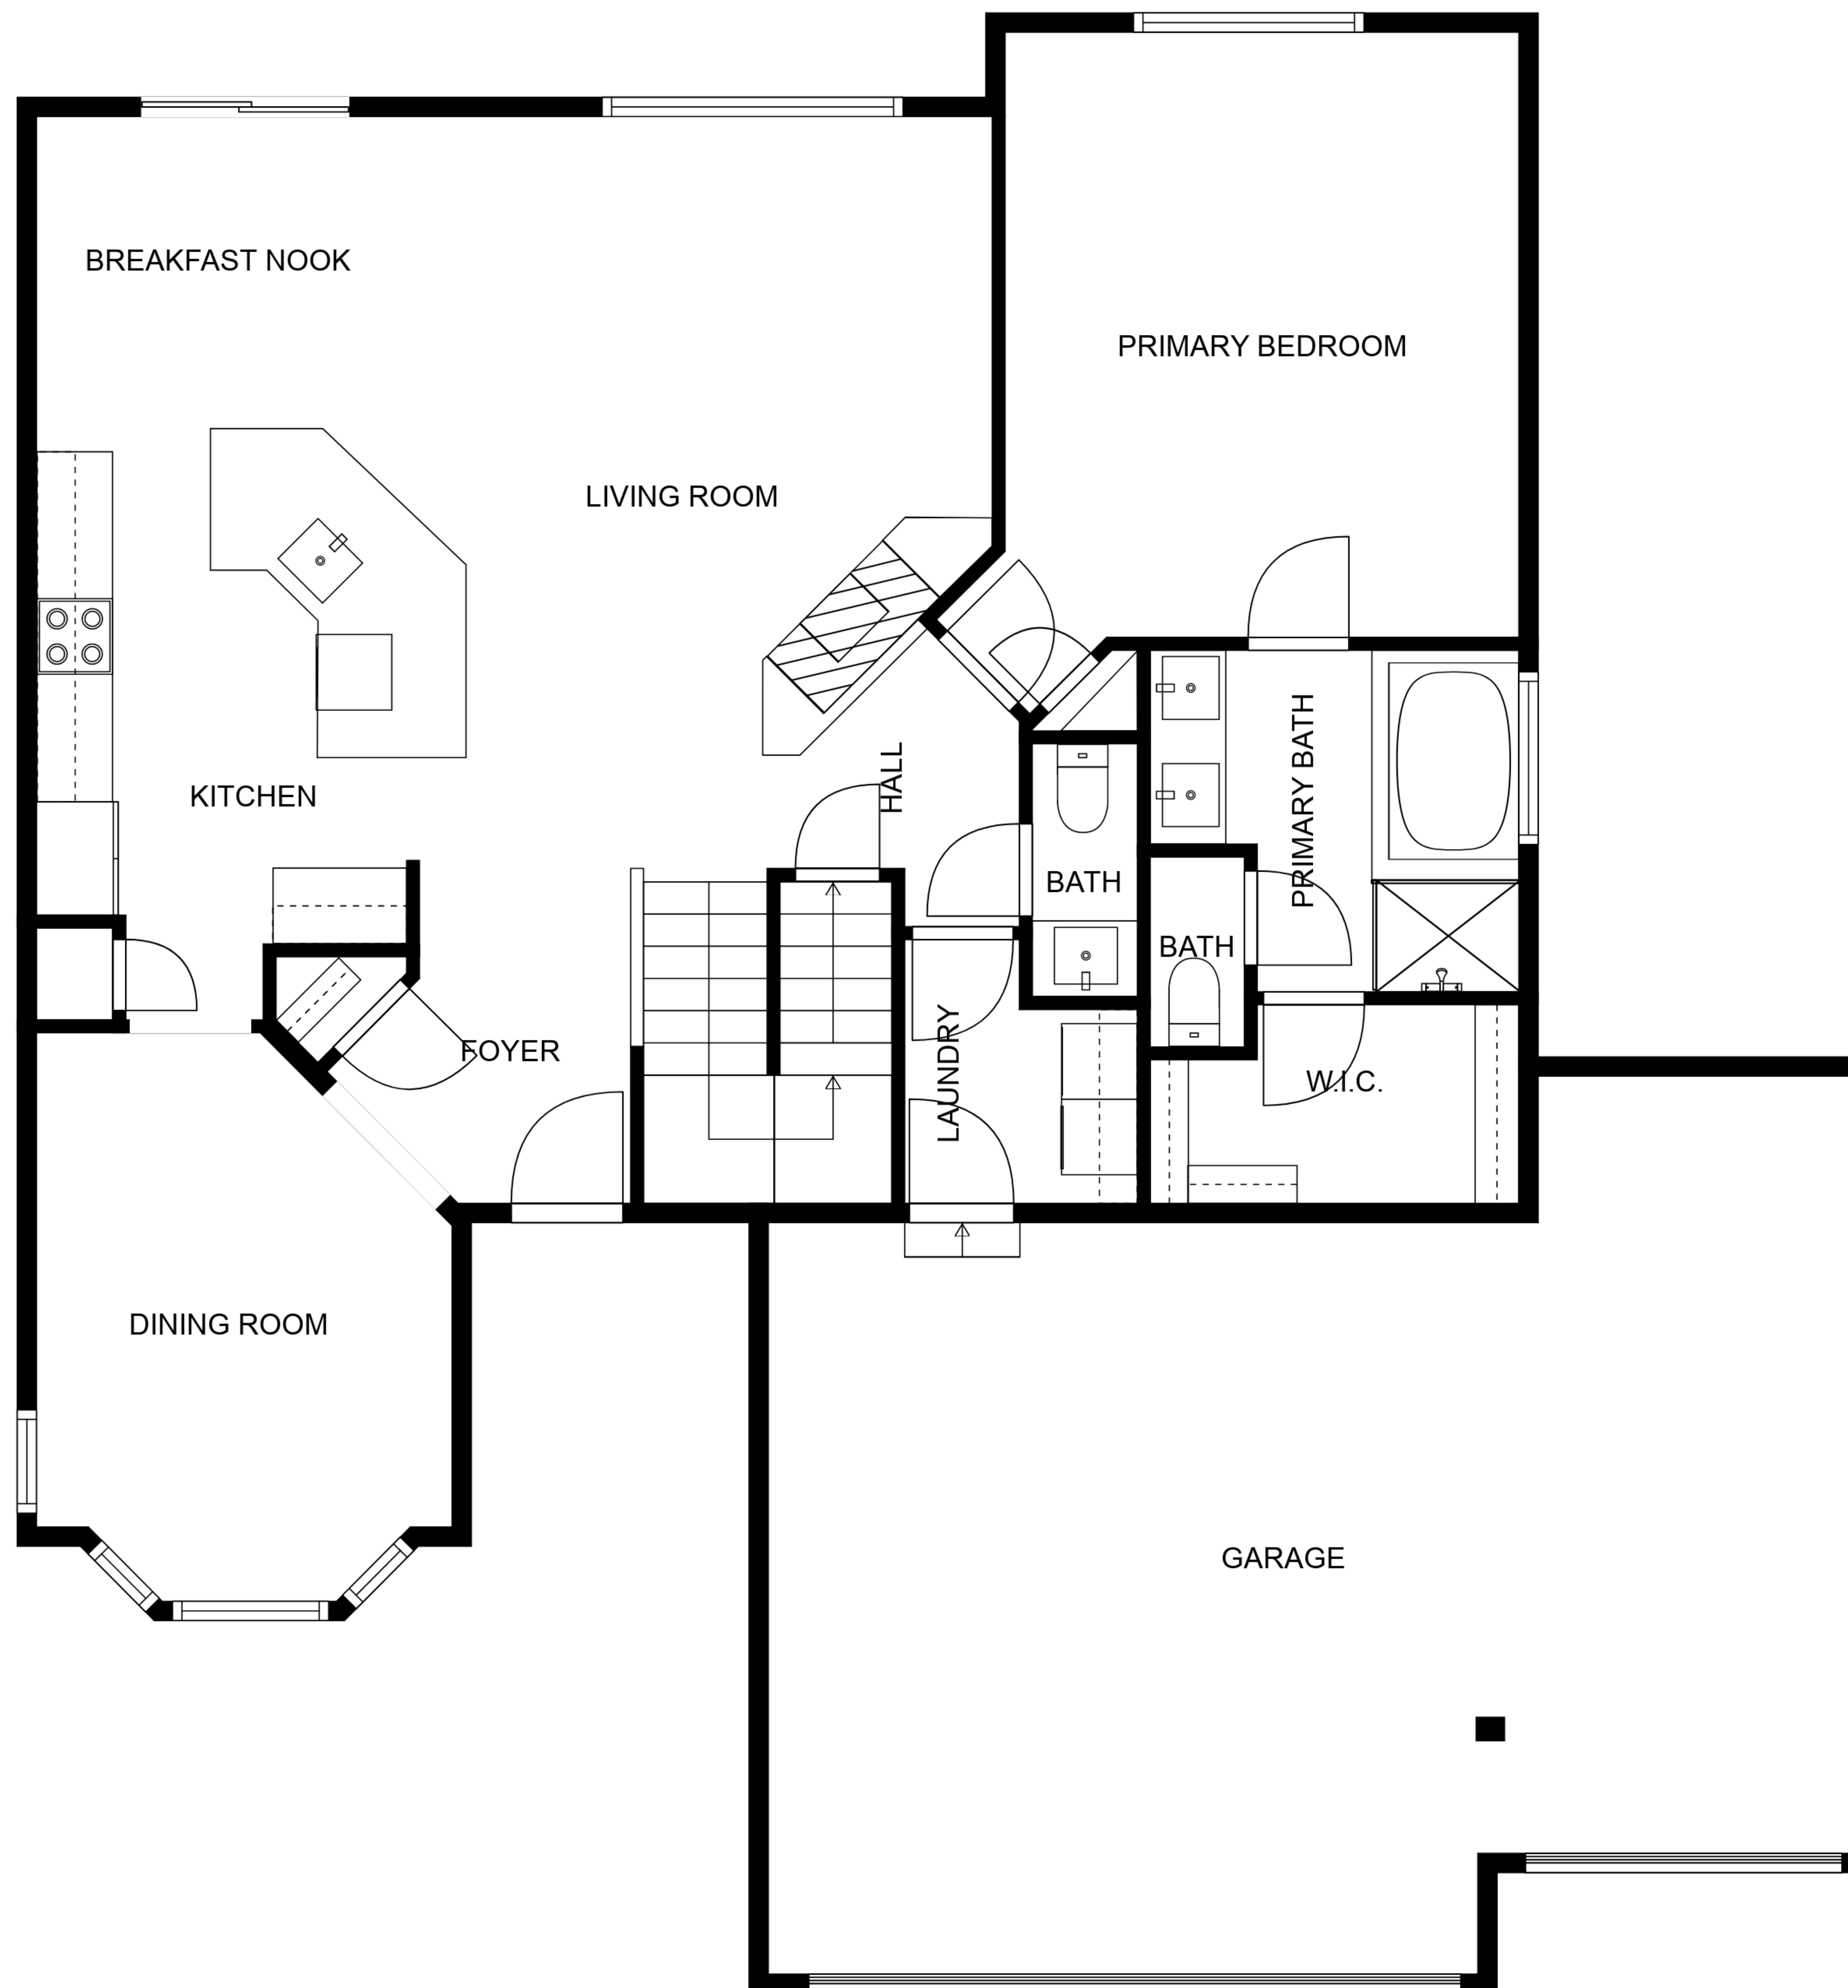 BREAKFAST NOOK
PRIMARY BEDROOM
LIVING ROOM
KITCHEN
HALL
PRIMARY BATH
BATH
BATH
FOYER
LAUNDRY
W.I.C.
DINING ROOM
GARAGE